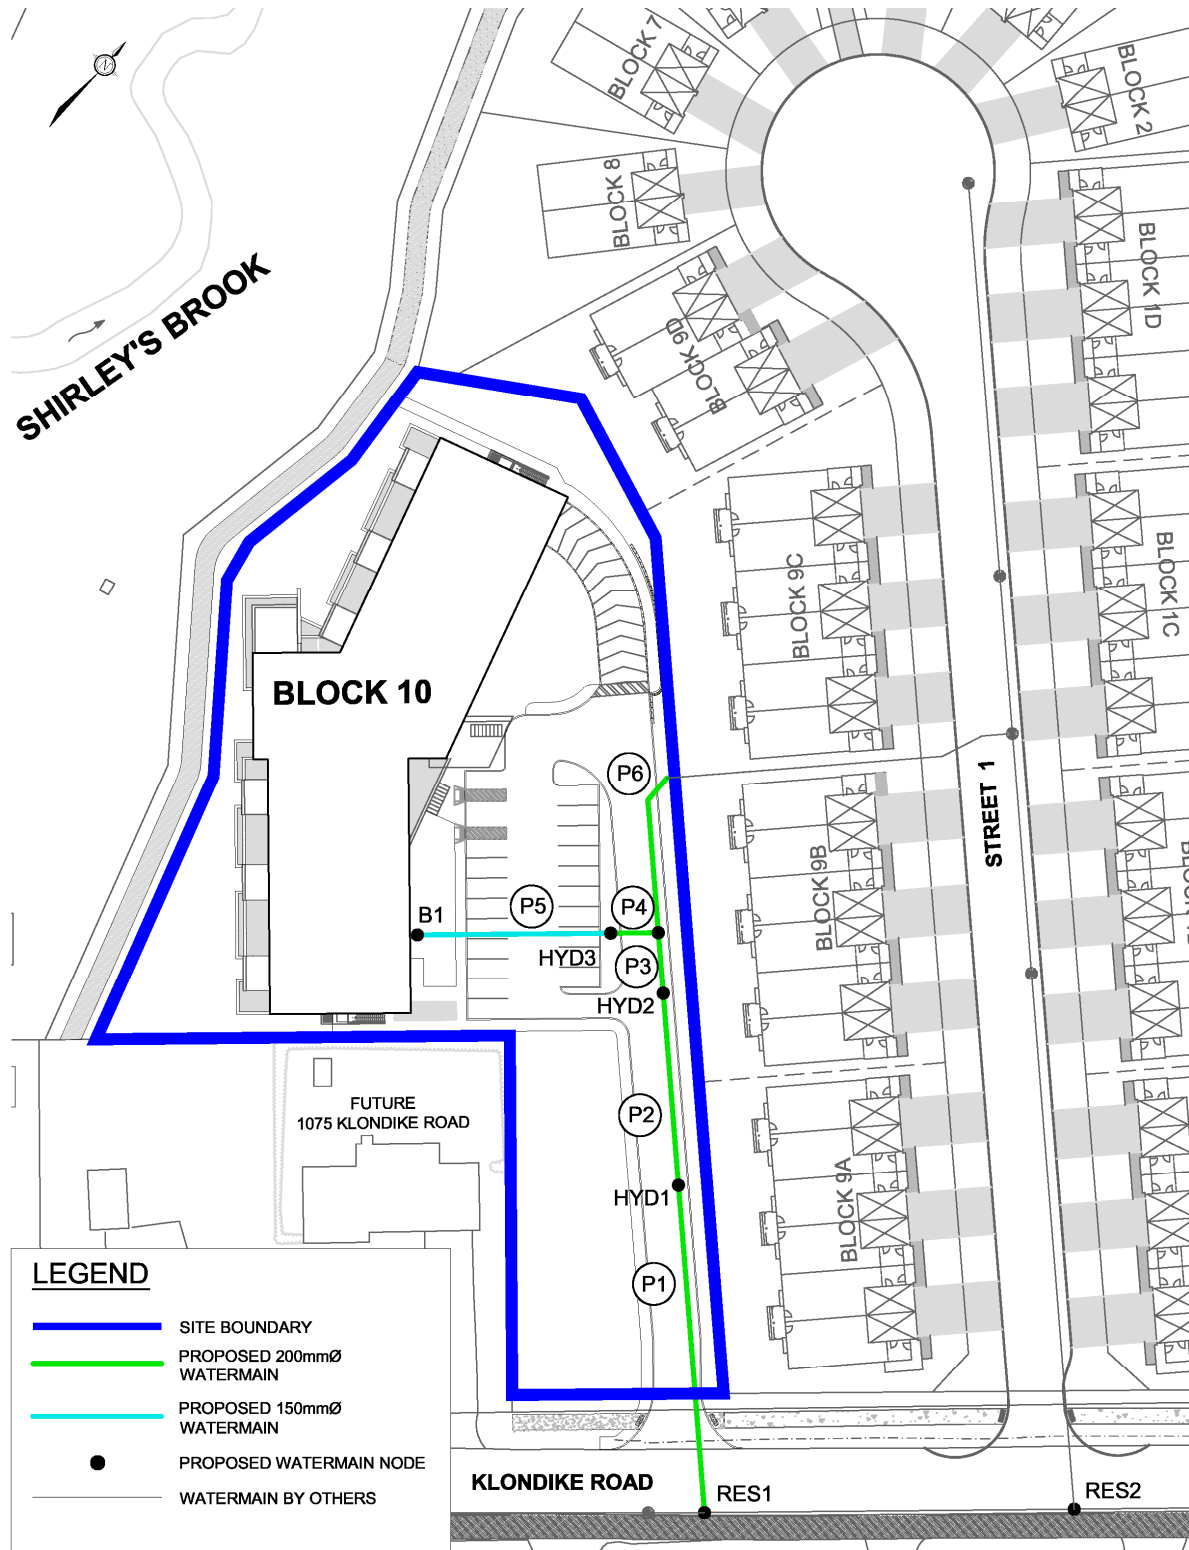 BLOCK 7
BLOCK 2
N
BLOCK 8
BLOCK 1D
SHIRLEY'S BROOK
BLOCK 9D
BLOCK 9C
BLOCK 1C
BLOCK 10
P6
STREET 1
BLOCK 9B
B1
P5
P4
HYD3
P3
HYD2
FUTURE
1075 KLONDIKE ROAD
P2
BLOCK 9A
HYD1
P1
LEGEND
SITE BOUNDARY
PROPOSED 200mmØ
WATERMAIN
PROPOSED 150mmØ
WATERMAIN
PROPOSED WATERMAIN NODE
WATERMAIN BY OTHERS
KLONDIKE ROAD
RES1
RES2